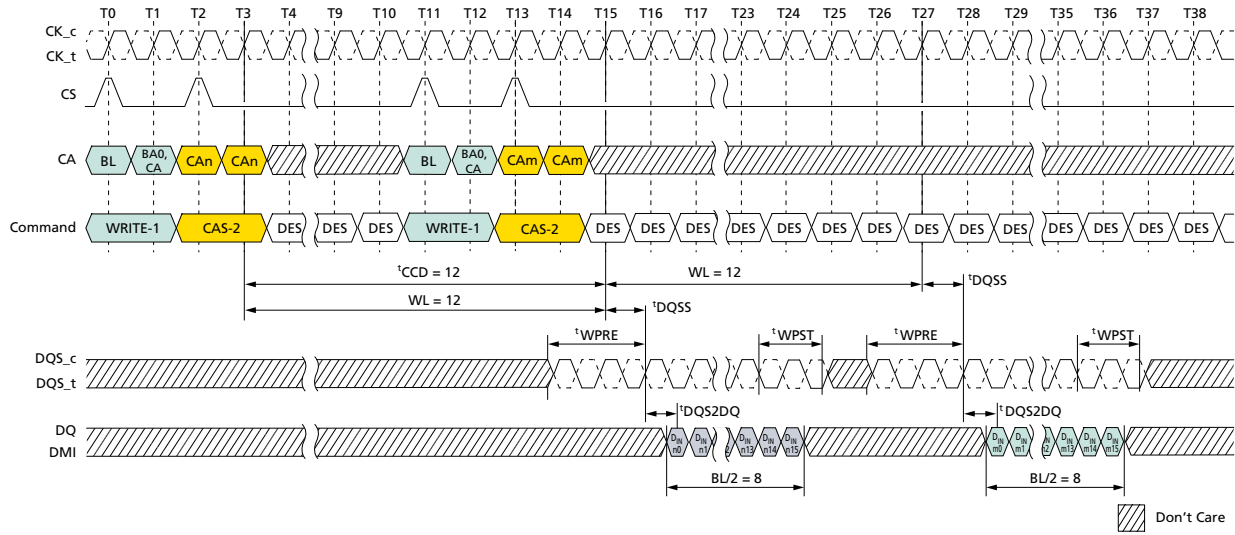 T0 T1 T2 T3 T4 T9 T10 T11 T12 T13 T14 T15 T16 T17 T23 T24 T25 T26 T27 T28 T29 T35 T36 T37 T38
CK_c
CK_t
CS
CA BL BA0, CA CAn CAn BL BA0, CA CAm CAm
Command WRITE-1 CAS-2 DES DES DES WRITE-1 CAS-2 DES DES DES DES DES DES DES DES DES DES DES DES DES DES
tCCD = 12 WL = 12 tDQSS
WL = 12 tDQSS
tWPRE tWPST tWPRE tWPST
DQS_c
DQS_t
tDQS2DQ tDQS2DQ
DQ
DMI
DIN n0 DIN n1 DIN n13 DIN n14 DIN n15 DIN m0 DIN m1 DIN m13 DIN m14 DIN m15
BL/2 = 8 BL/2 = 8
Don't Care